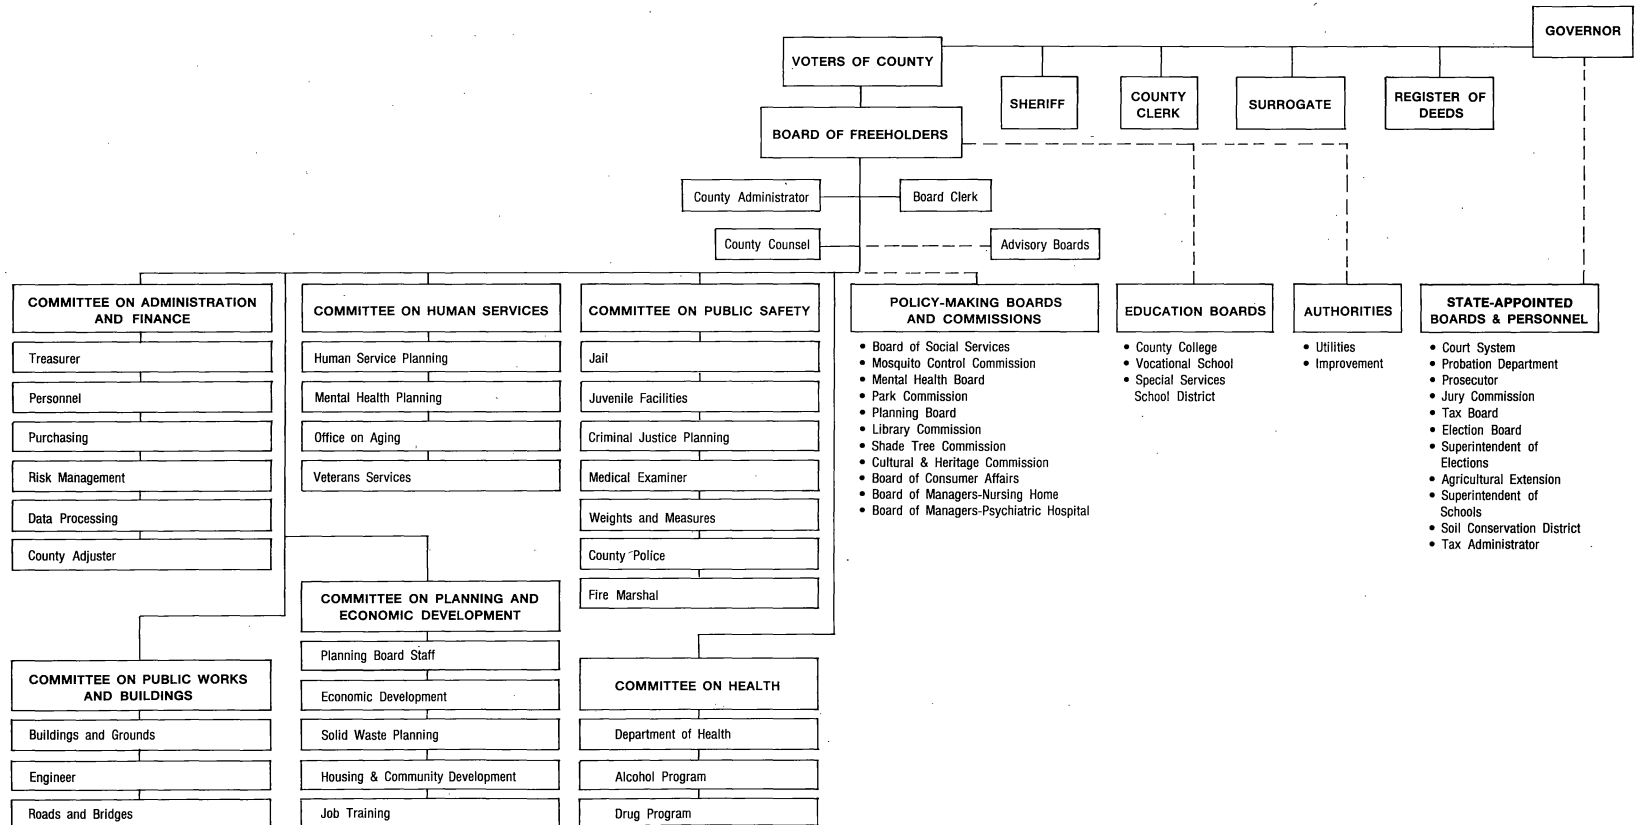 GOVERNOR
VOTERS OF COUNTY
SHERIFF
COUNTY
CLERK
SURROGATE
REGISTER OF
DEEDS
BOARD OF FREEHOLDERS
County Administrator
Board Clerk
County Counsel
Advisory Boards
COMMITTEE ON ADMINISTRATION
AND FINANCE
Treasurer
Personnel
Purchasing
Risk Management
Data Processing
County Adjuster
COMMITTEE ON HUMAN SERVICES
Human Service Planning
Mental Health Planning
Office on Aging
Veterans Services
COMMITTEE ON PUBLIC SAFETY
Jail
Juvenile Facilities
Criminal Justice Planning
Medical Examiner
Weights and Measures
County Police
Fire Marshal
POLICY-MAKING BOARDS
AND COMMISSIONS
• Board of Social Services
• Mosquito Control Commission
• Mental Health Board
• Park Commission
• Planning Board
• Library Commission
• Shade Tree Commission
• Cultural & Heritage Commission
• Board of Consumer Affairs
• Board of Managers-Nursing Home
• Board of Managers-Psychiatric Hospital
EDUCATION BOARDS
• County College
• Vocational School
• Special Services
School District
AUTHORITIES
• Utilities
• Improvement
STATE-APPOINTED
BOARDS & PERSONNEL
• Court System
• Probation Department
• Prosecutor
• Jury Commission
• Tax Board
• Election Board
• Superintendent of
Elections
• Agricultural Extension
• Superintendent of
Schools
• Soil Conservation District
• Tax Administrator
COMMITTEE ON PUBLIC WORKS
AND BUILDINGS
Buildings and Grounds
Engineer
Roads and Bridges
COMMITTEE ON PLANNING AND
ECONOMIC DEVELOPMENT
Planning Board Staff
Economic Development
Solid Waste Planning
Housing & Community Development
Job Training
COMMITTEE ON HEALTH
Department of Health
Alcohol Program
Drug Program